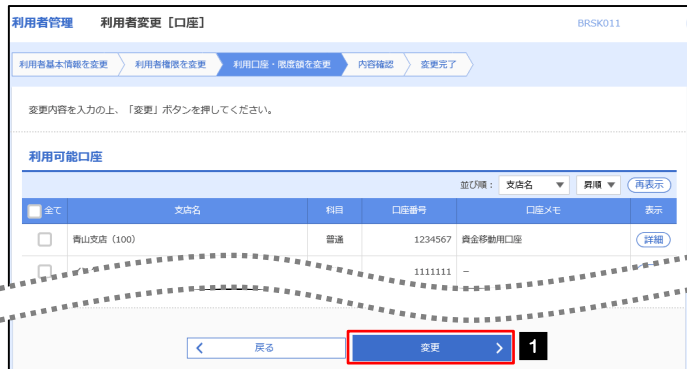 利用者管理 利用者変更［口座］ BRSK011
利用者基本情報を変更 利用者権限を変更 利用口座・限度額を変更 内容確認 変更完了
変更内容を入力の上、「変更」ボタンを押してください。
利用可能口座
並び順： 支店名 ▼ 昇順 ▼ 再表示
全て 支店名 科目 口座番号 口座メモ 表示
青山支店（100） 普通 1234567 資金移動用口座 詳細
1111111 －
戻る 変更 1